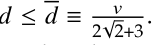 d ≤ d̅ ≡ v / (2√2+3).